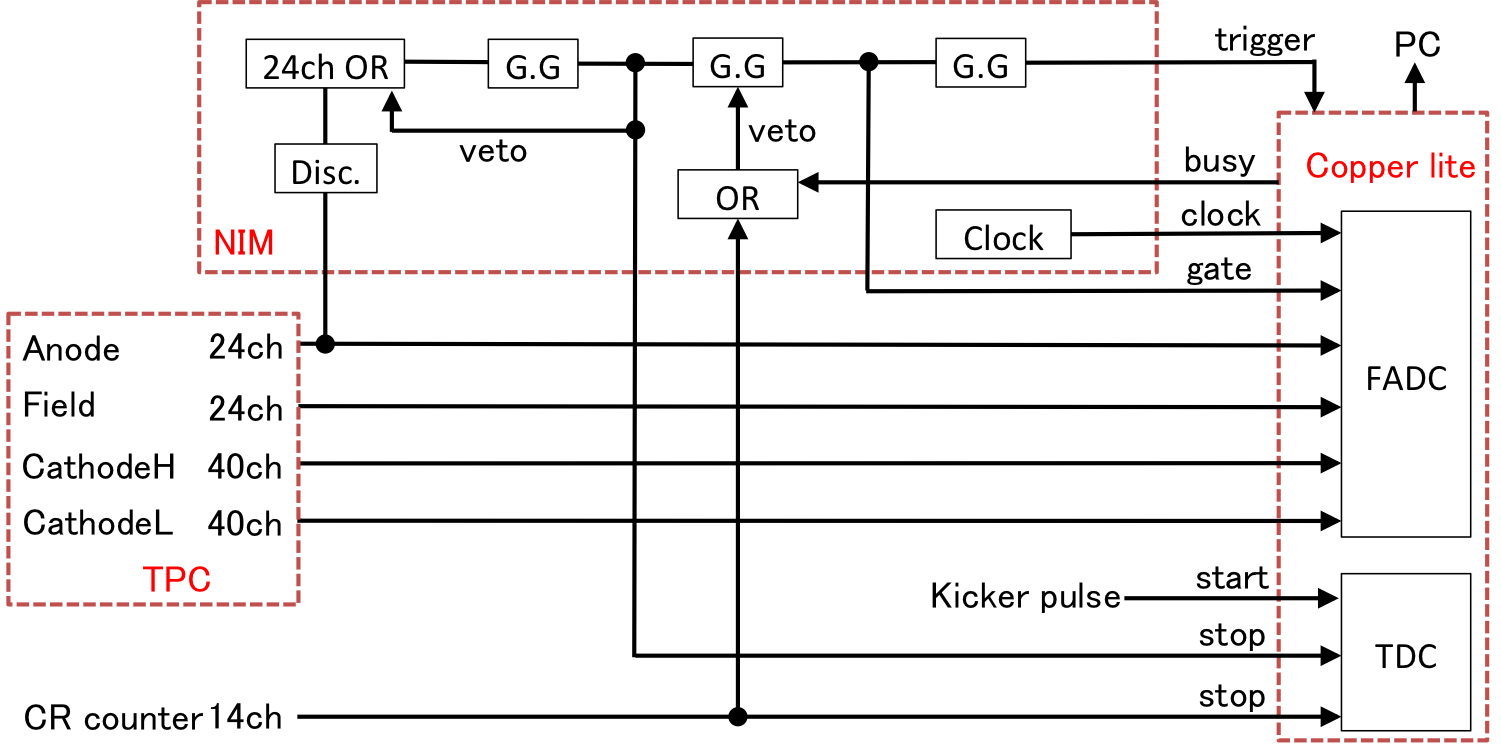 trigger
PC
24ch OR
G.G
G.G
G.G
veto
veto
Disc.
busy
Copper lite
OR
clock
NIM
Clock
gate
Anode 24ch
Field 24ch
FADC
CathodeH 40ch
CathodeL 40ch
TPC
Kicker pulse
start
stop
TDC
stop
CR counter 14ch